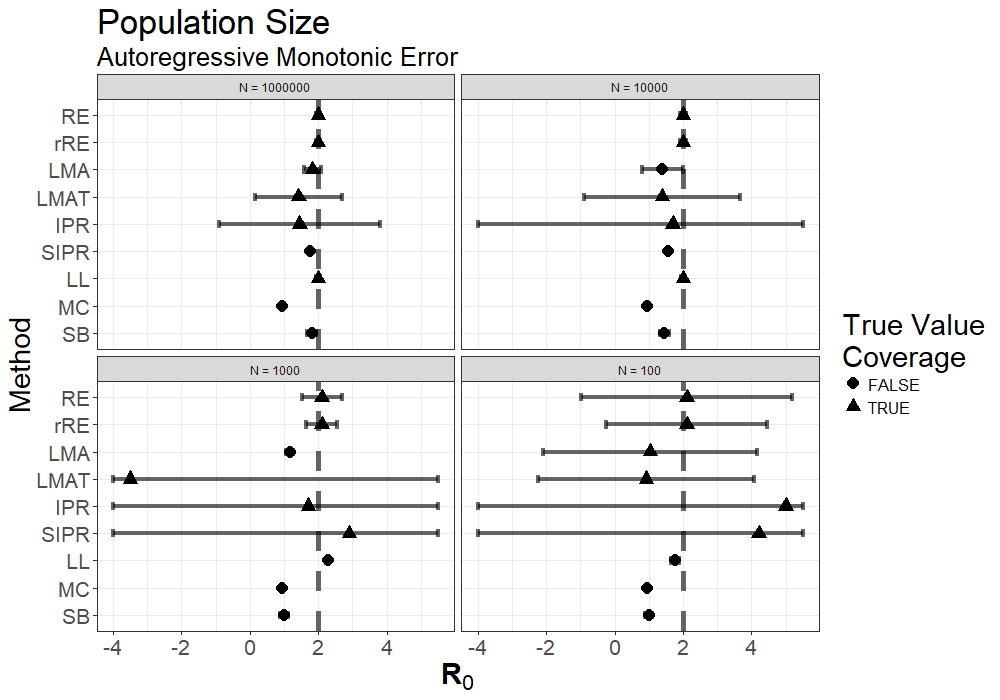 Population Size
Autoregressive Monotonic Error
N = 1000000
N = 10000
RE
rRE
LMA
LMAT
IPR
SIPR
LL
MC
SB
N = 1000
N = 100
RE
rRE
LMA
LMAT
IPR
SIPR
LL
MC
SB
-4 -2 0 2 4
-4 -2 0 2 4
Method
R0
True Value
Coverage
FALSE
TRUE